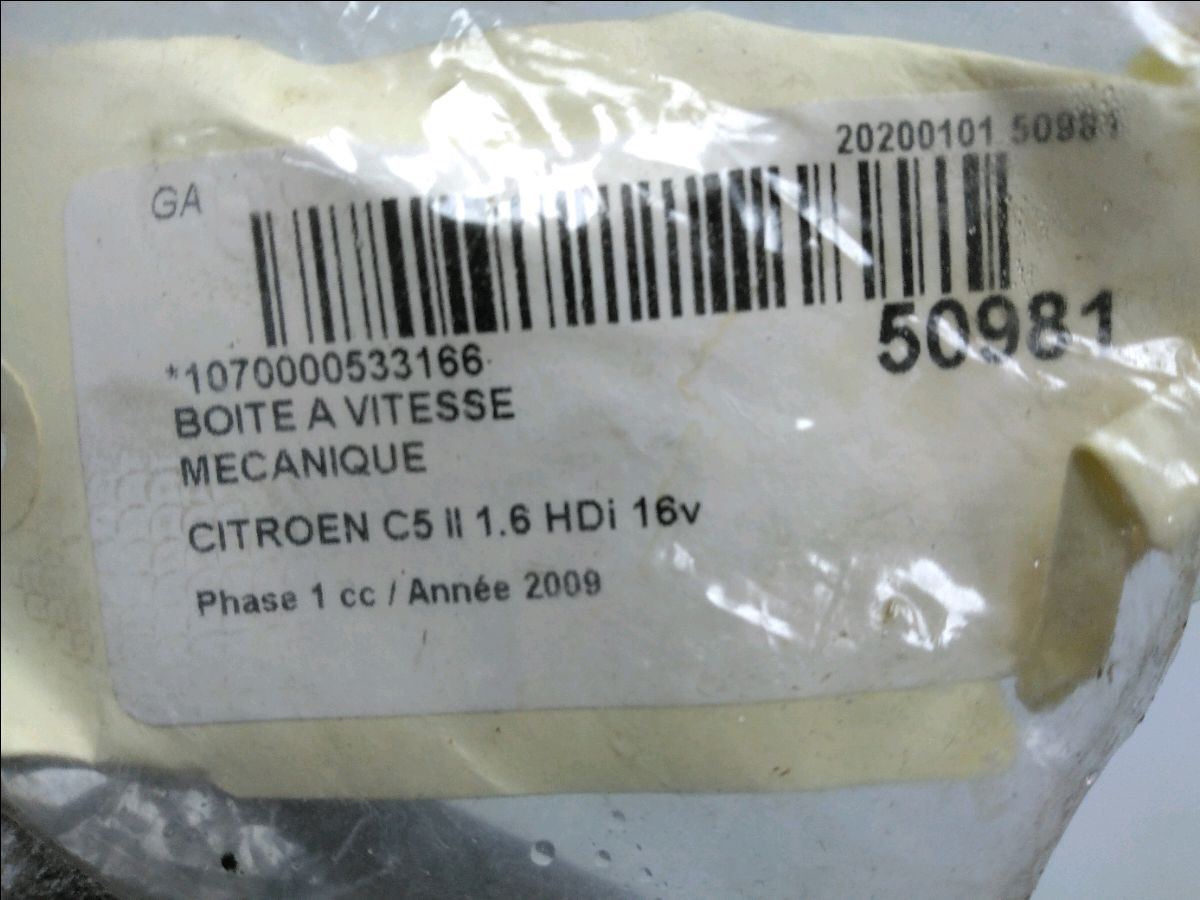 20200101 50981
GA
50981
*1070000533166
BOITE A VITESSE
MECANIQUE
CITROEN C5 II 1.6 HDi 16v
Phase 1 cc / Année 2009